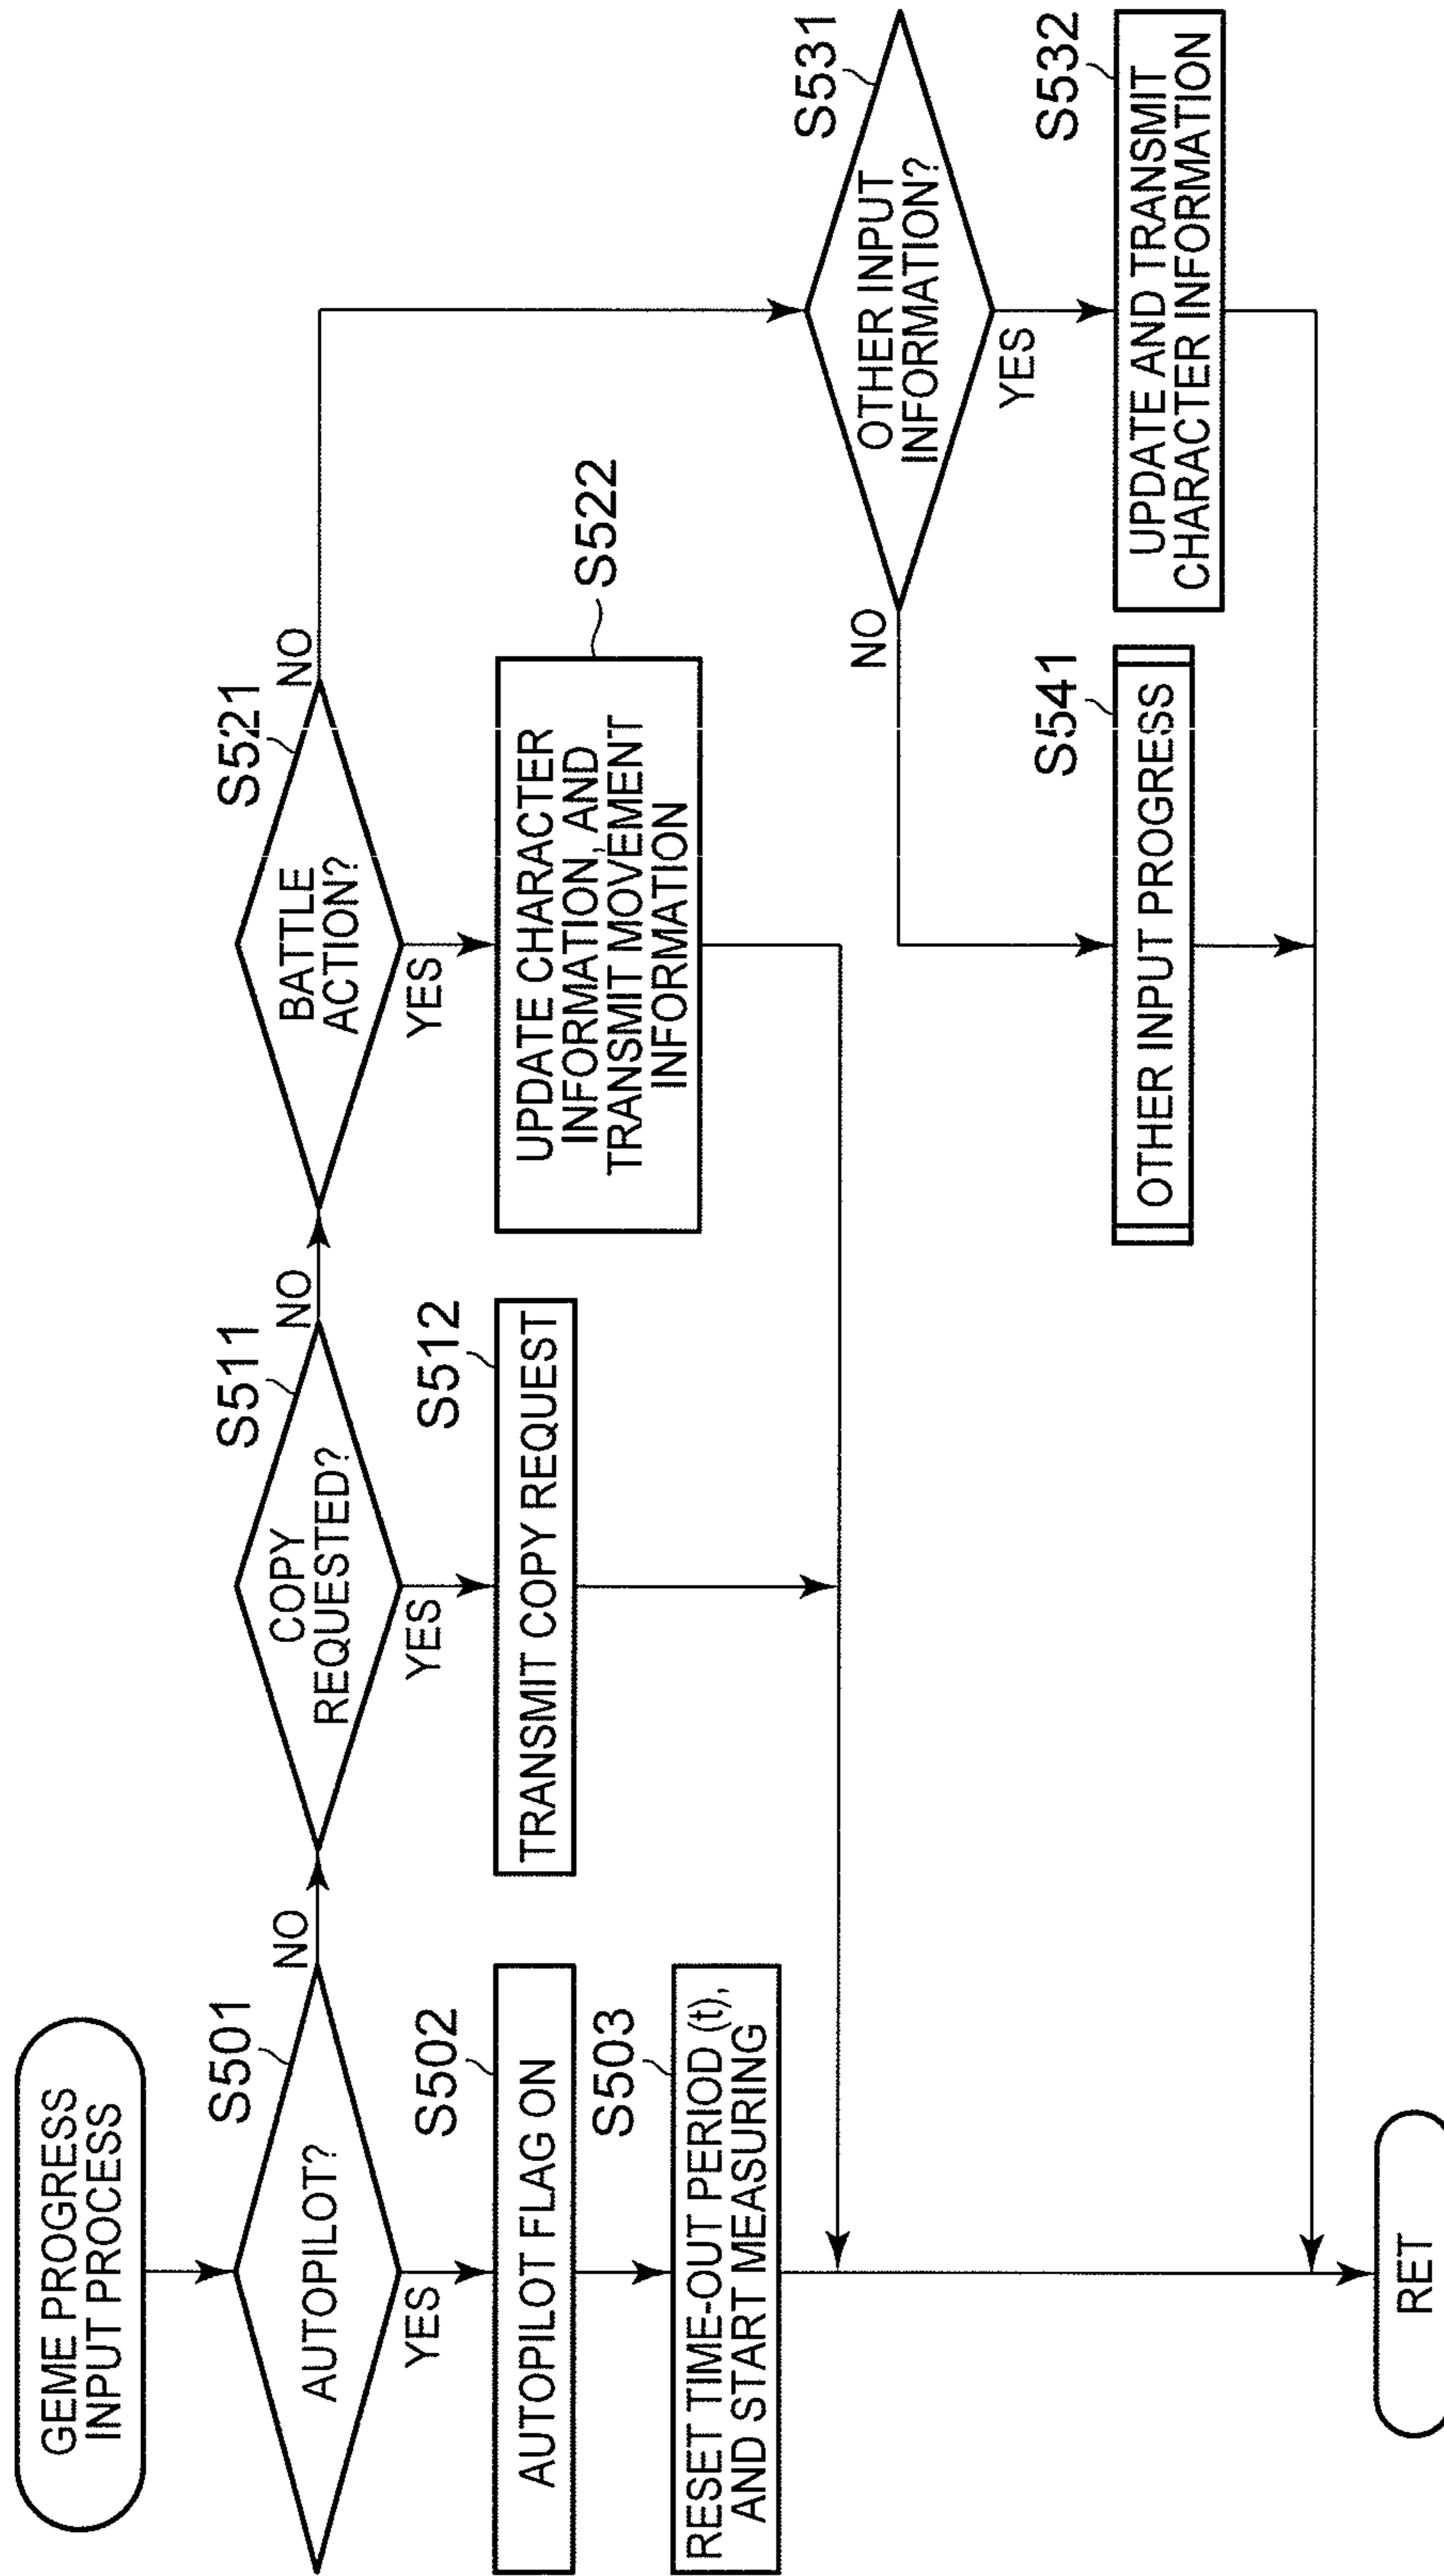 GEME PROGRESS
INPUT PROCESS
S501
AUTOPILOT?
NO
YES
S502
AUTOPILOT FLAG ON
S503
RESET TIME-OUT PERIOD (t),
AND START MEASURING
S511
COPY
REQUESTED?
NO
YES
S512
TRANSMIT COPY REQUEST
S521
BATTLE
ACTION?
NO
YES
S522
UPDATE CHARACTER
INFORMATION, AND
TRANSMIT MOVEMENT
INFORMATION
S531
OTHER INPUT
INFORMATION?
NO
YES
S532
UPDATE AND TRANSMIT
CHARACTER INFORMATION
S541
OTHER INPUT PROGRESS
RET